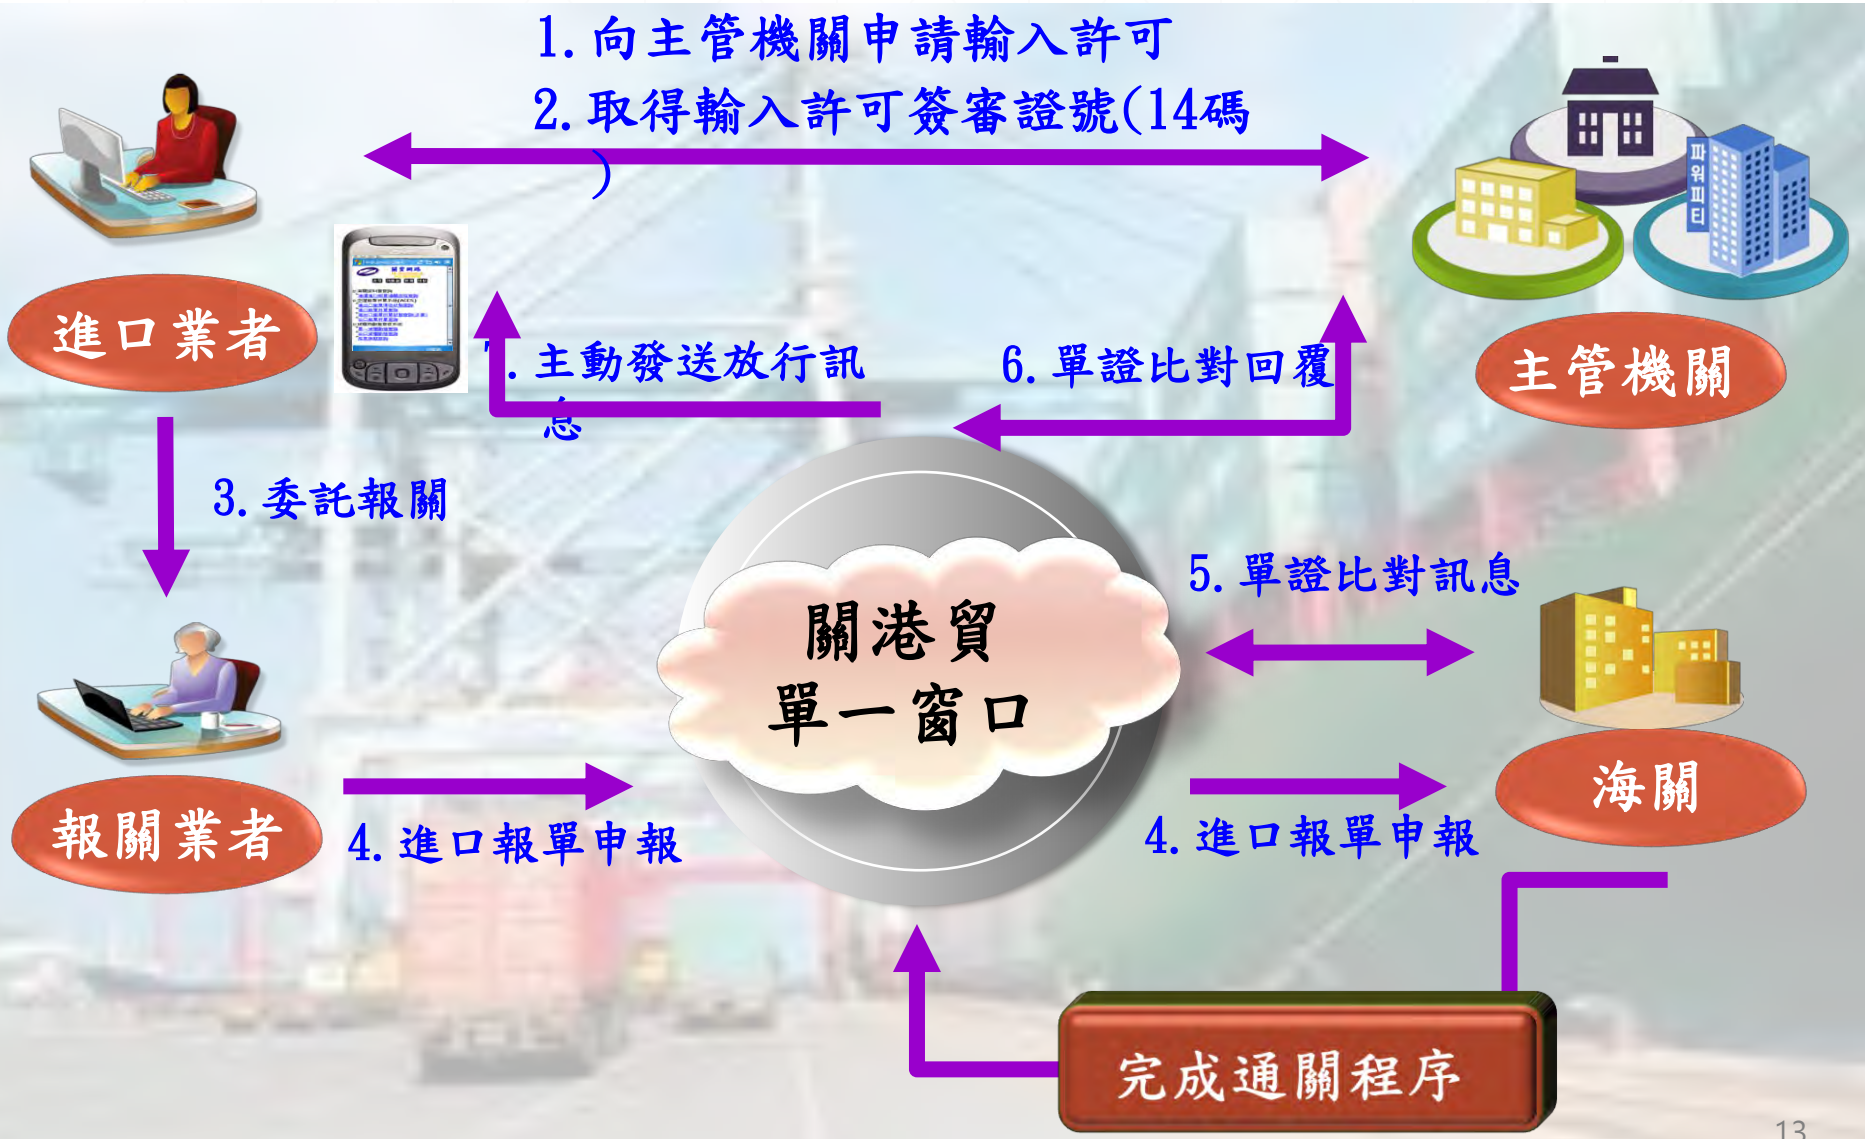 1.向主管機關申請輸入許可
2.取得輸入許可簽審證號(14碼
)
파워피티
進口業者
主管機關
7.主動發送放行訊
息
6.單證比對回覆
3.委託報關
5.單證比對訊息
關港貿
單一窗口
報關業者
4.進口報單申報
4.進口報單申報
海關
完成通關程序
13